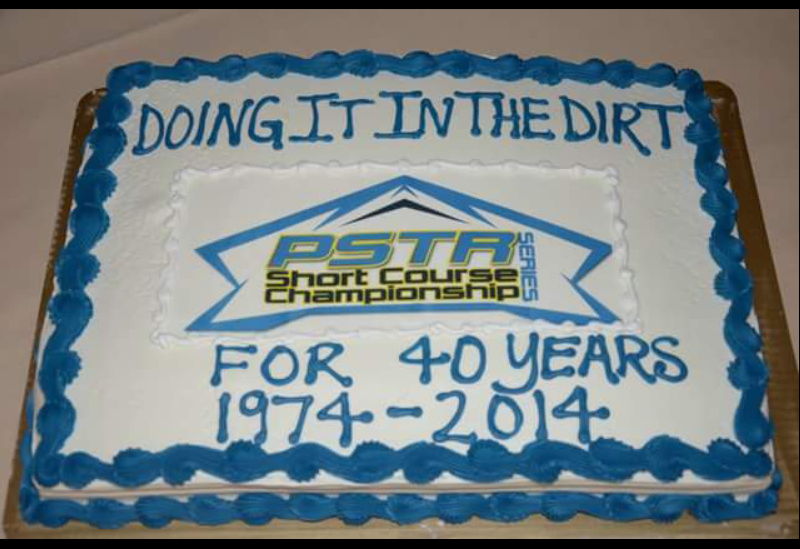 DOING IT IN THE DIRT
PSTR SERIES
Short Course
Championship
FOR 40 YEARS
1974-2014